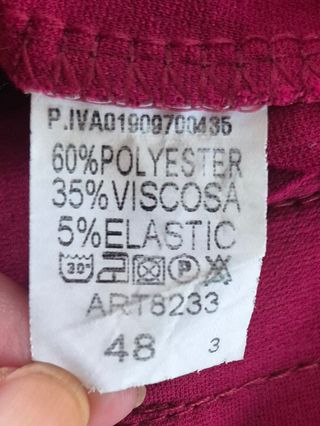 P.IVA01909700435
60%POLYESTER
35%VISCOSA
5%ELASTIC
30° P
ART8233
48 3